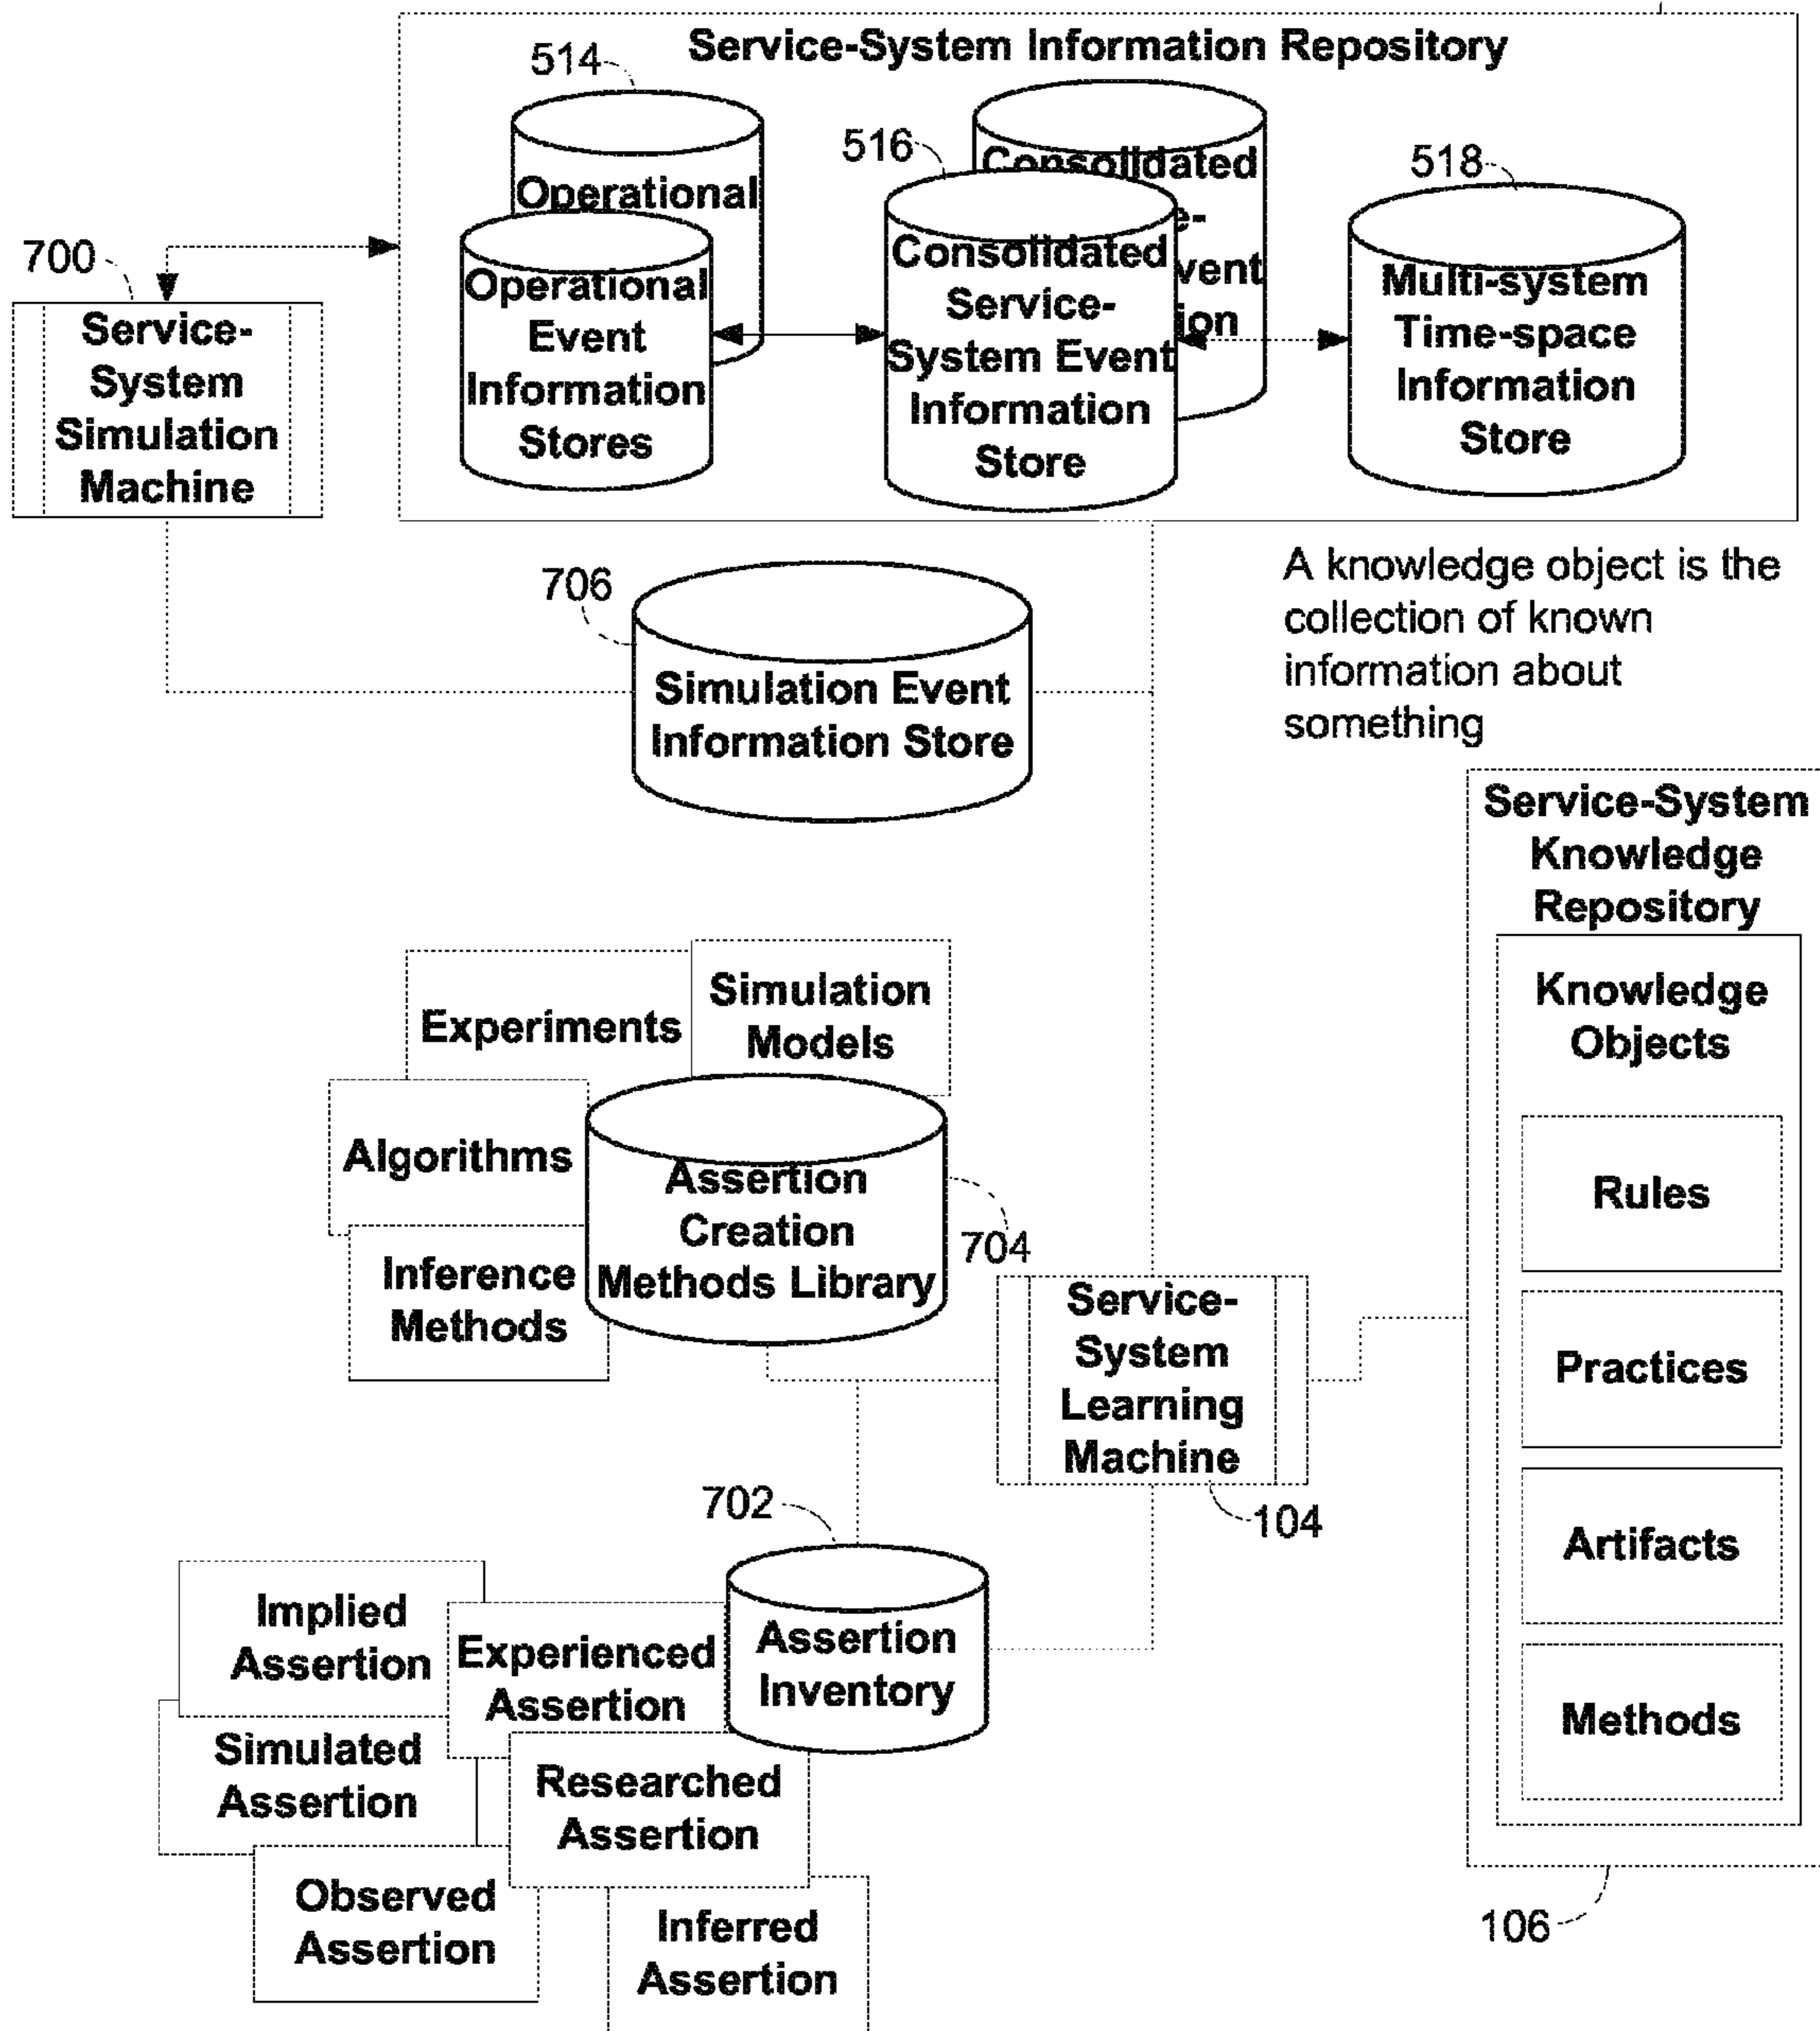 Service-System Information Repository
514
Operational
516
Consolidated
e-
vent
ion
518
Operational
Event
Information
Stores
Consolidated
Service-
System Event
Information
Store
Multi-system
Time-space
Information
Store
700
Service-
System
Simulation
Machine
706
Simulation Event
Information Store
A knowledge object is the
collection of known
information about
something
Service-System
Knowledge
Repository
Knowledge
Objects
Rules
Practices
Artifacts
Methods
106
Experiments
Simulation
Models
Algorithms
Inference
Methods
Assertion
Creation
Methods Library
704
Service-
System
Learning
Machine
104
702
Assertion
Inventory
Implied
Assertion
Experienced
Assertion
Simulated
Assertion
Researched
Assertion
Observed
Assertion
Inferred
Assertion